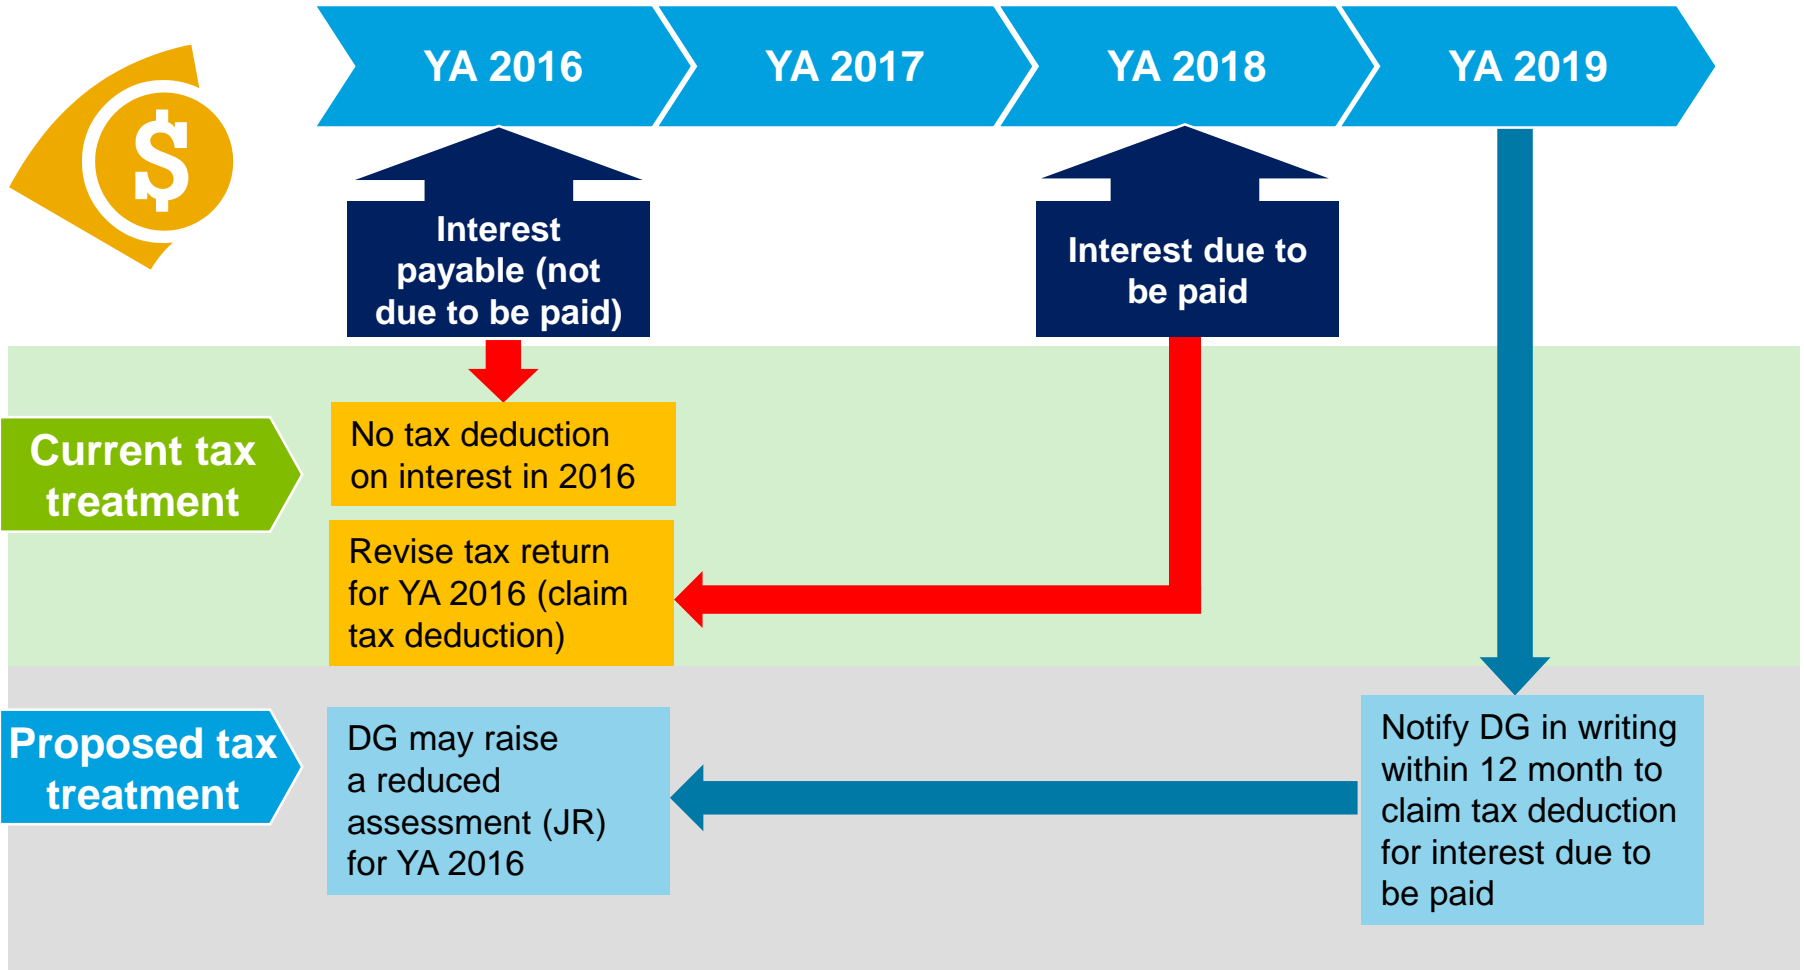 YA 2016
YA 2017
YA 2018
YA 2019
$
Interest
payable (not
due to be paid)
Interest due to
be paid
Current tax
treatment
No tax deduction
on interest in 2016
Revise tax return
for YA 2016 (claim
tax deduction)
Proposed tax
treatment
DG may raise
a reduced
assessment (JR)
for YA 2016
Notify DG in writing
within 12 month to
claim tax deduction
for interest due to
be paid